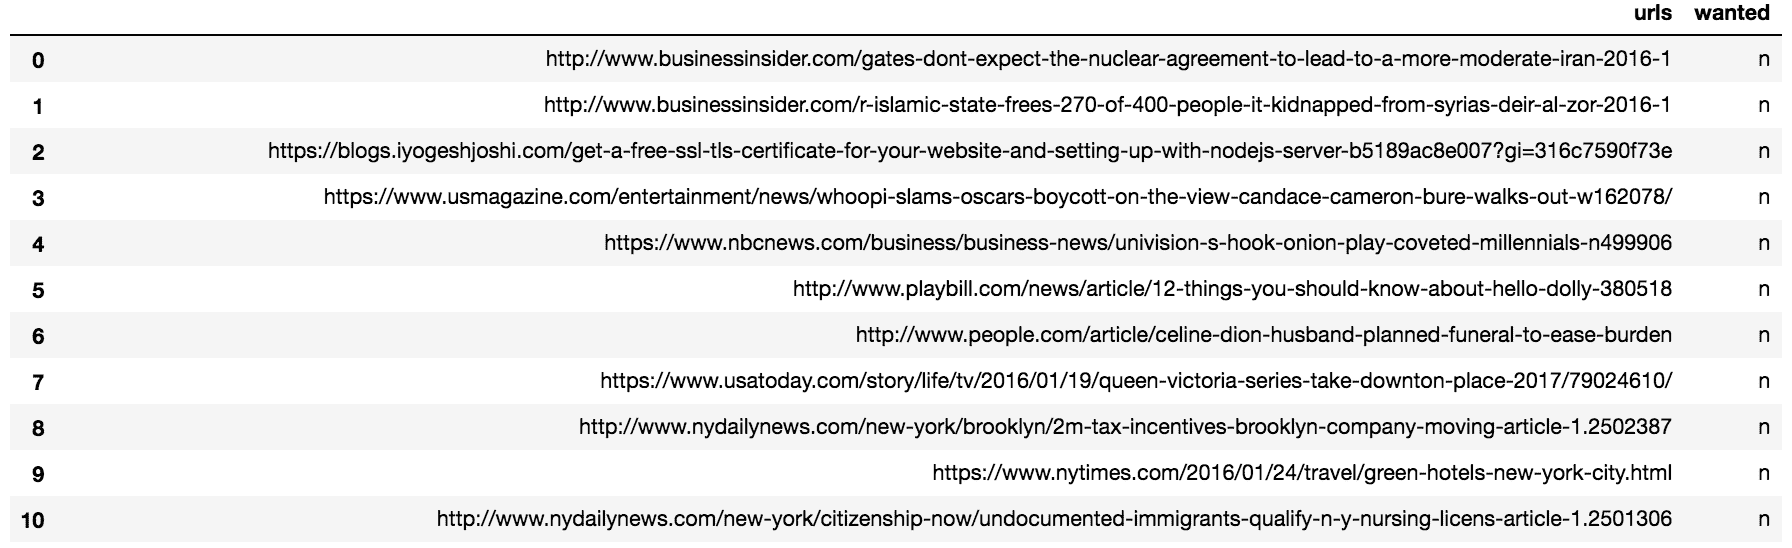 urls wanted
0 http://www.businessinsider.com/gates-dont-expect-the-nuclear-agreement-to-lead-to-a-more-moderate-iran-2016-1 n
1 http://www.businessinsider.com/r-islamic-state-frees-270-of-400-people-it-kidnapped-from-syrias-deir-al-zor-2016-1 n
2 https://blogs.iyogeshjoshi.com/get-a-free-ssl-tls-certificate-for-your-website-and-setting-up-with-nodejs-server-b5189ac8e007?gi=316c7590f73e n
3 https://www.usmagazine.com/entertainment/news/whoopi-slams-oscars-boycott-on-the-view-candace-cameron-bure-walks-out-w162078/ n
4 https://www.nbcnews.com/business/business-news/univision-s-hook-onion-play-coveted-millennials-n499906 n
5 http://www.playbill.com/news/article/12-things-you-should-know-about-hello-dolly-380518 n
6 http://www.people.com/article/celine-dion-husband-planned-funeral-to-ease-burden n
7 https://www.usatoday.com/story/life/tv/2016/01/19/queen-victoria-series-take-downton-place-2017/79024610/ n
8 http://www.nydailynews.com/new-york/brooklyn/2m-tax-incentives-brooklyn-company-moving-article-1.2502387 n
9 https://www.nytimes.com/2016/01/24/travel/green-hotels-new-york-city.html n
10 http://www.nydailynews.com/new-york/citizenship-now/undocumented-immigrants-qualify-n-y-nursing-licens-article-1.2501306 n